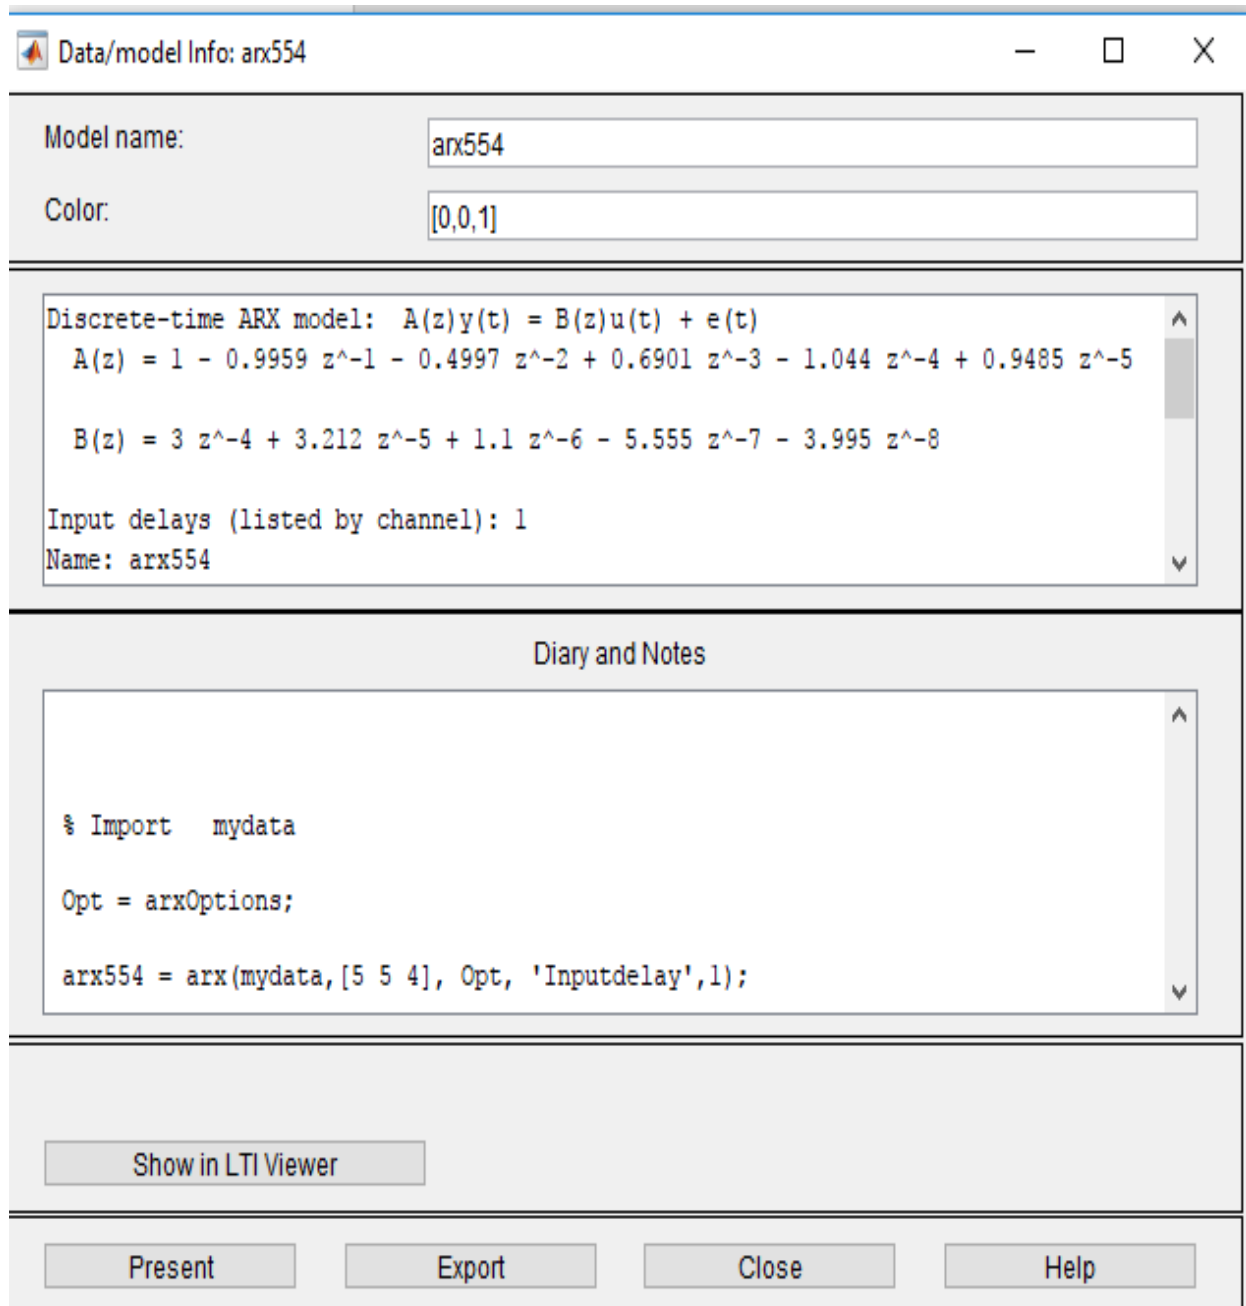 Data/model Info: arx554
Model name:
arx554
Color:
[0,0,1]
Discrete-time ARX model:  A(z)y(t) = B(z)u(t) + e(t)
A(z) = 1 - 0.9959 z^-1 - 0.4997 z^-2 + 0.6901 z^-3 - 1.044 z^-4 + 0.9485 z^-5
B(z) = 3 z^-4 + 3.212 z^-5 + 1.1 z^-6 - 5.555 z^-7 - 3.995 z^-8
Input delays (listed by channel): 1
Name: arx554
Diary and Notes
% Import   mydata
Opt = arxOptions;
arx554 = arx(mydata,[5 5 4], Opt, 'Inputdelay',1);
Show in LTI Viewer
Present
Export
Close
Help